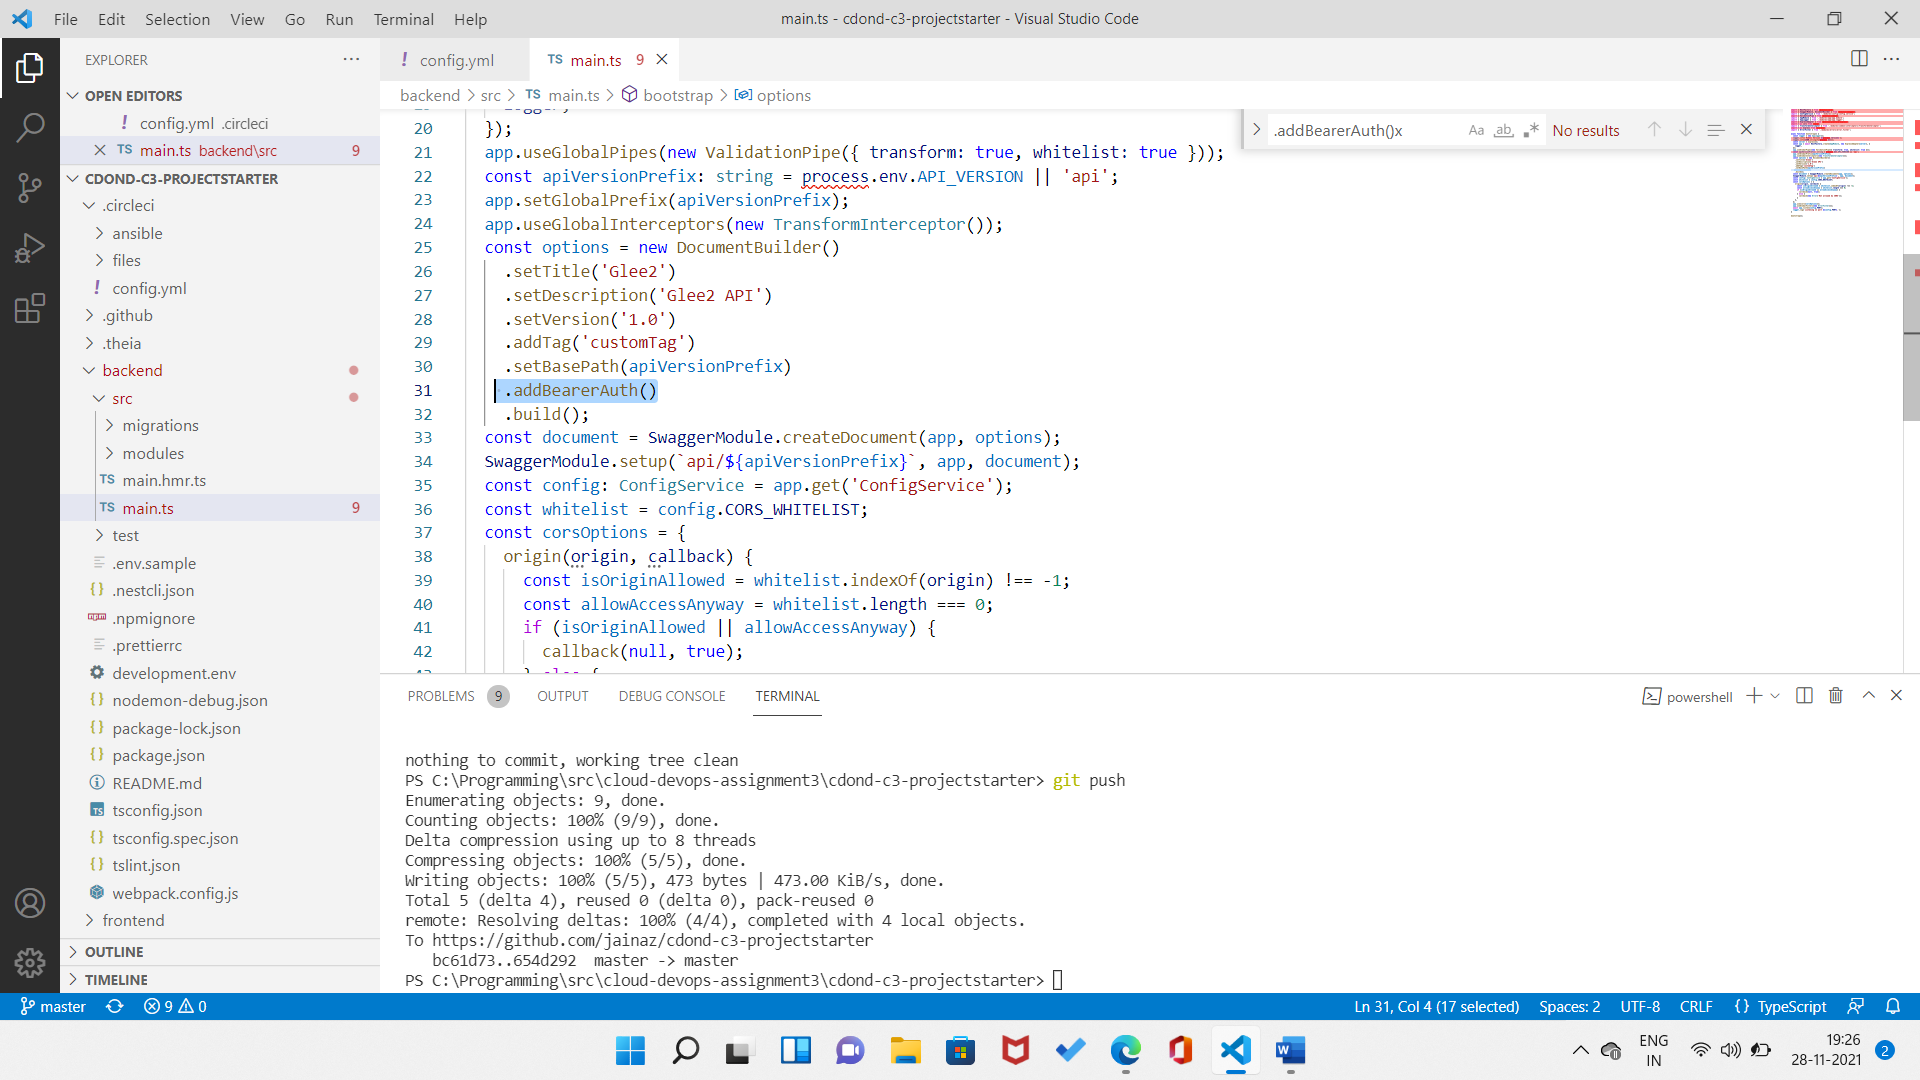 File Edit Selection View Go Run Terminal Help
main.ts - cdond-c3-projectstarter - Visual Studio Code
EXPLORER
OPEN EDITORS
! config.yml .circleci
TS main.ts backend\src 9
CDOND-C3-PROJECTSTARTER
.circleci
ansible
files
! config.yml
.github
.theia
backend
src
migrations
modules
TS main.hmr.ts
TS main.ts 9
test
.env.sample
{} .nestcli.json
.npmignore
.prettierrc
development.env
{} nodemon-debug.json
{} package-lock.json
{} package.json
README.md
TS tsconfig.json
{} tsconfig.spec.json
{} tslint.json
webpack.config.js
frontend
OUTLINE
TIMELINE
! config.yml
TS main.ts 9
backend > src > TS main.ts > bootstrap > options
.addBearerAuth()x Aa ab .* No results
20 });
21 app.useGlobalPipes(new ValidationPipe({ transform: true, whitelist: true }));
22 const apiVersionPrefix: string = process.env.API_VERSION || 'api';
23 app.setGlobalPrefix(apiVersionPrefix);
24 app.useGlobalInterceptors(new TransformInterceptor());
25 const options = new DocumentBuilder()
26 .setTitle('Glee2')
27 .setDescription('Glee2 API')
28 .setVersion('1.0')
29 .addTag('customTag')
30 .setBasePath(apiVersionPrefix)
31 .addBearerAuth()
32 .build();
33 const document = SwaggerModule.createDocument(app, options);
34 SwaggerModule.setup(`api/${apiVersionPrefix}`, app, document);
35 const config: ConfigService = app.get('ConfigService');
36 const whitelist = config.CORS_WHITELIST;
37 const corsOptions = {
38 origin(origin, callback) {
39 const isOriginAllowed = whitelist.indexOf(origin) !== -1;
40 const allowAccessAnyway = whitelist.length === 0;
41 if (isOriginAllowed || allowAccessAnyway) {
42 callback(null, true);
PROBLEMS 9 OUTPUT DEBUG CONSOLE TERMINAL
powershell
nothing to commit, working tree clean
PS C:\Programming\src\cloud-devops-assignment3\cdond-c3-projectstarter> git push
Enumerating objects: 9, done.
Counting objects: 100% (9/9), done.
Delta compression using up to 8 threads
Compressing objects: 100% (5/5), done.
Writing objects: 100% (5/5), 473 bytes | 473.00 KiB/s, done.
Total 5 (delta 4), reused 0 (delta 0), pack-reused 0
remote: Resolving deltas: 100% (4/4), completed with 4 local objects.
To https://github.com/jainaz/cdond-c3-projectstarter
bc61d73..654d292 master -> master
PS C:\Programming\src\cloud-devops-assignment3\cdond-c3-projectstarter>
master 9 0
Ln 31, Col 4 (17 selected) Spaces: 2 UTF-8 CRLF {} TypeScript
ENG
IN
19:26
28-11-2021
2